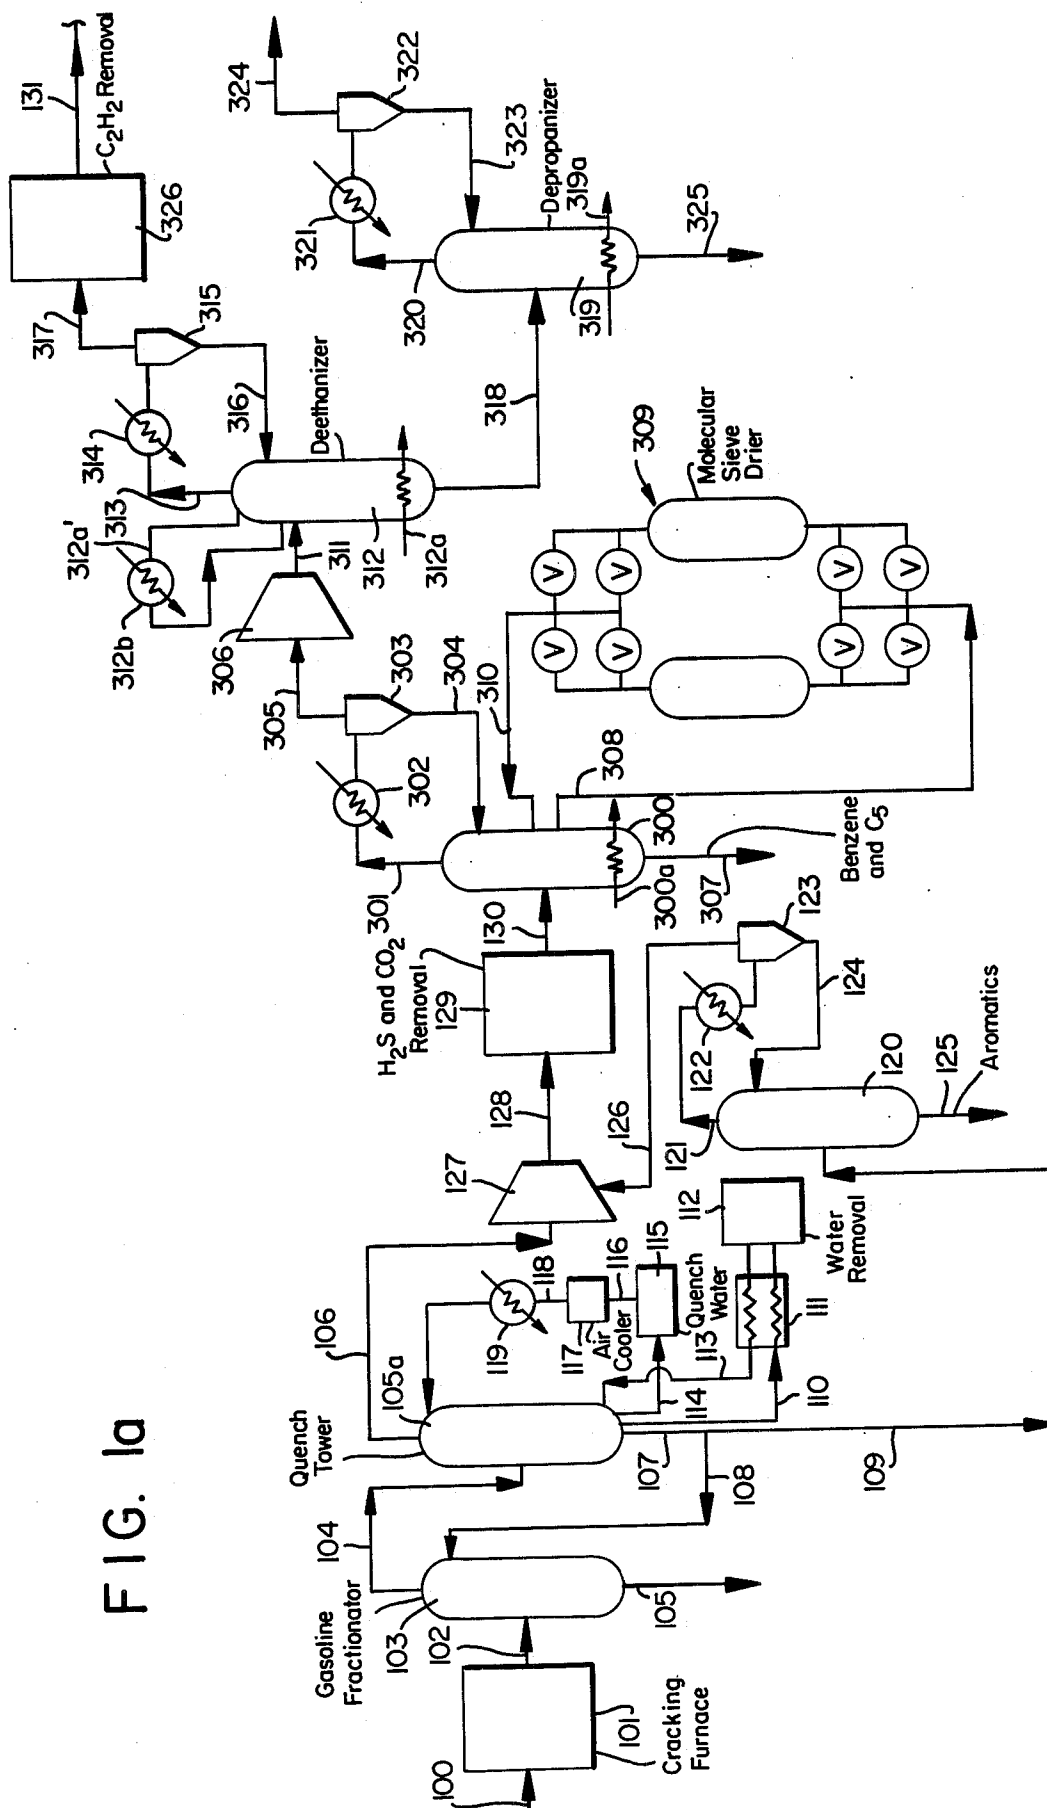 FIG. 1a
100
101
Cracking
Furnace
102
Gasoline
Fractionator
103
104
105
Quench
Tower
105a
106
107
108
109
110
111
112
Water
Removal
113
114
115
Quench
Water
116
117
Air
Cooler
118
119
120
121
122
123
124
125
Aromatics
126
127
128
H2S and CO2
Removal
129
130
300
300a
301
302
303
304
305
306
307
Benzene
and C5
308
309
Molecular
Sieve
Drier
V
V
V
V
V
V
V
V
310
311
312
312a
312a'
312b
Deethanizer
313
314
315
316
317
318
319
319a
Depropanizer
320
321
322
323
324
325
326
C2H2 Removal
131